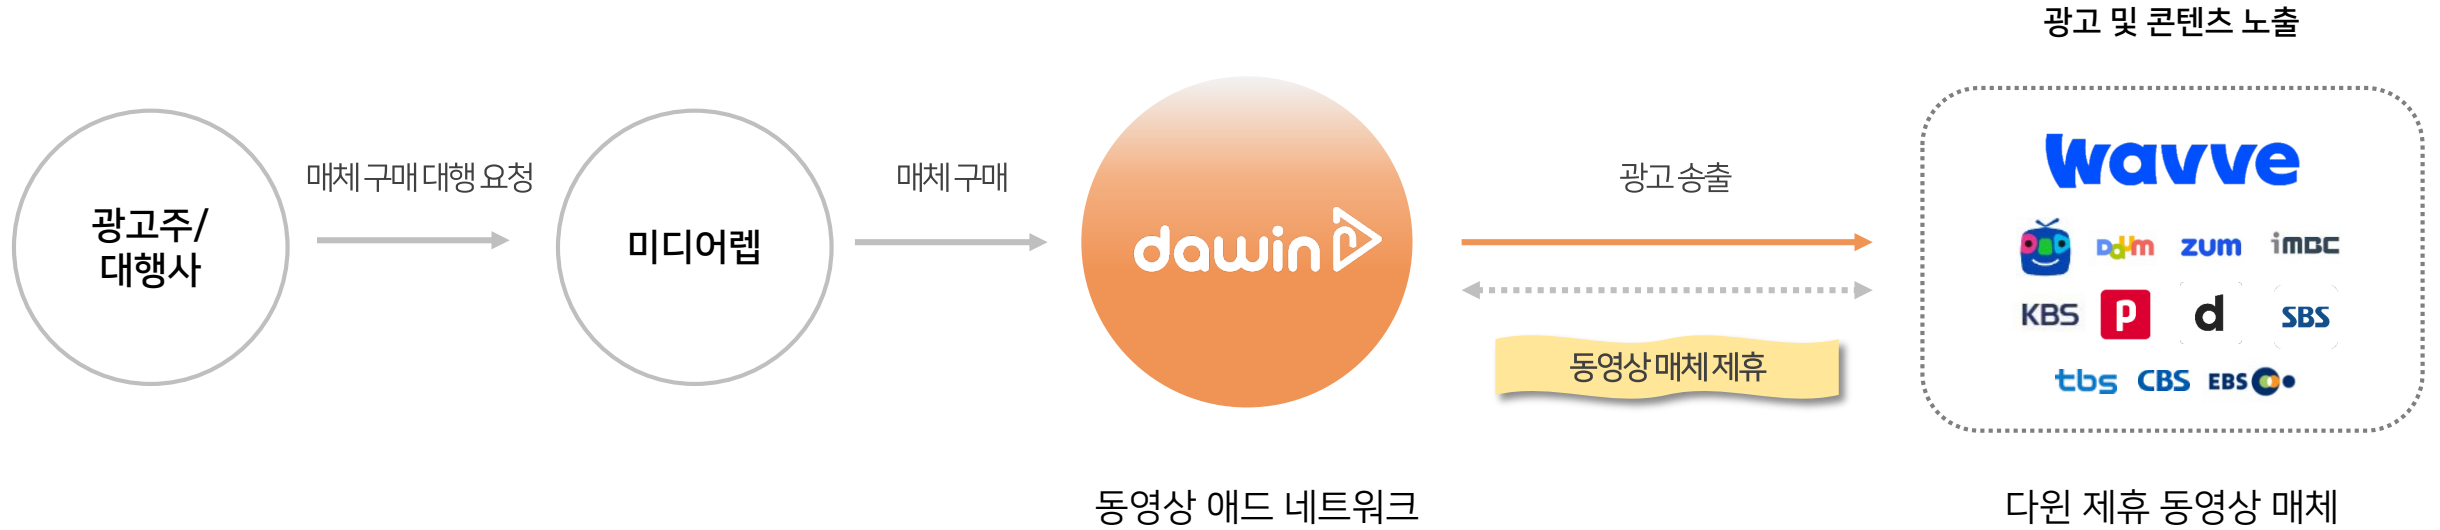 광고 및 콘텐츠 노출
광고주/
대행사
매체 구매 대행 요청
미디어렙
매체 구매
dawin
광고 송출
동영상 매체 제휴
wavve
Daum
zum
iMBC
KBS
p
d
SBS
tbs
CBS
EBS
동영상 애드 네트워크
다윈 제휴 동영상 매체